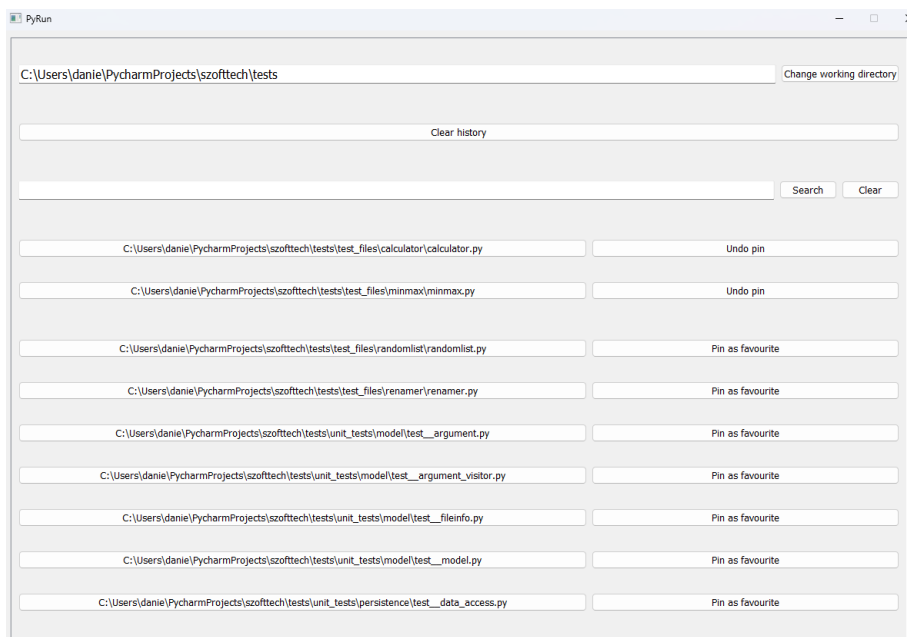 PyRun
C:\Users\danie\PycharmProjects\szofttech\tests Change working directory
Clear history
Search Clear
C:\Users\danie\PycharmProjects\szofttech\tests\test_files\calculator\calculator.py Undo pin
C:\Users\danie\PycharmProjects\szofttech\tests\test_files\minmax\minmax.py Undo pin
C:\Users\danie\PycharmProjects\szofttech\tests\test_files\randomlist\randomlist.py Pin as favourite
C:\Users\danie\PycharmProjects\szofttech\tests\test_files\renamer\renamer.py Pin as favourite
C:\Users\danie\PycharmProjects\szofttech\tests\unit_tests\model\test__argument.py Pin as favourite
C:\Users\danie\PycharmProjects\szofttech\tests\unit_tests\model\test__argument_visitor.py Pin as favourite
C:\Users\danie\PycharmProjects\szofttech\tests\unit_tests\model\test__fileinfo.py Pin as favourite
C:\Users\danie\PycharmProjects\szofttech\tests\unit_tests\model\test__model.py Pin as favourite
C:\Users\danie\PycharmProjects\szofttech\tests\unit_tests\persistence\test__data_access.py Pin as favourite